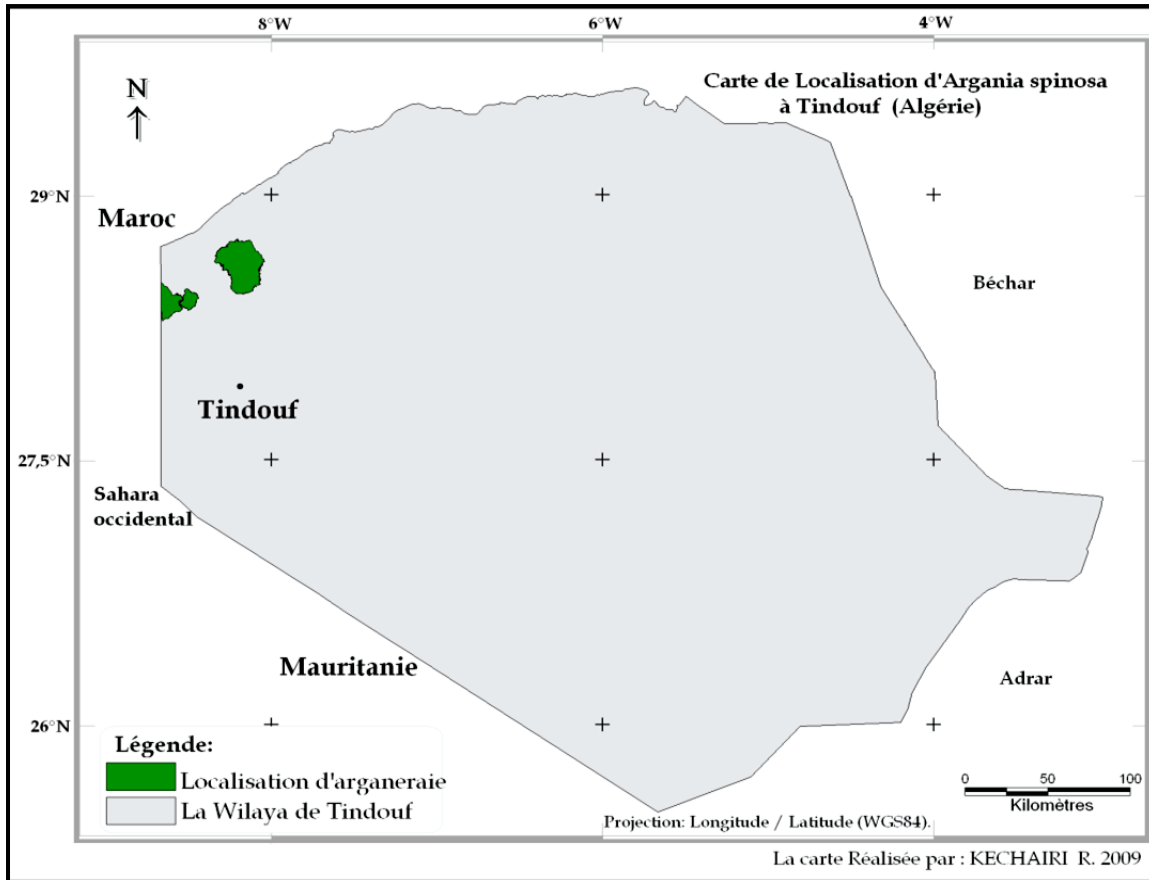 8°W
6°W
4°W
N
Carte de Localisation d'Argania spinosa
à Tindouf (Algérie)
29°N
Maroc
Béchar
Tindouf
27,5°N
Sahara
occidental
Mauritanie
Adrar
26°N
Légende:
Localisation d'arganeraie
La Wilaya de Tindouf
0 50 100
Kilomètres
Projection: Longitude / Latitude (WGS84).
La carte Réalisée par : KECHAIRI R. 2009